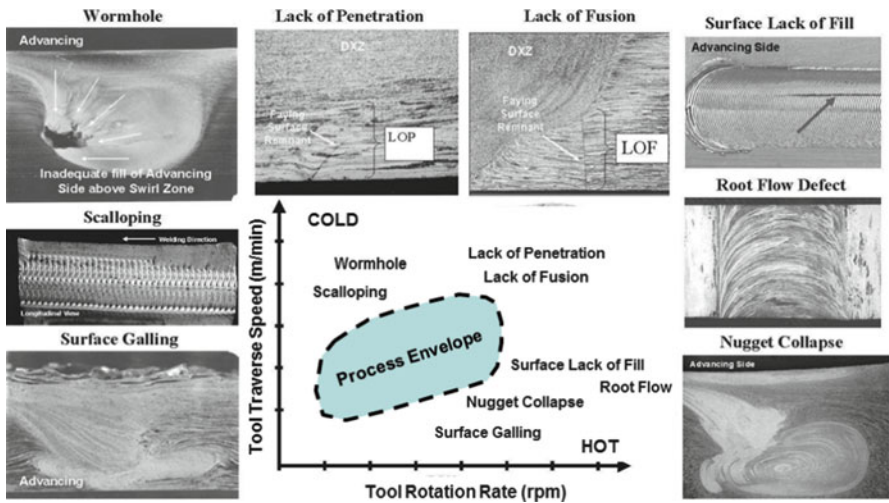 Wormhole
Advancing
Inadequate fill of Advancing
Side above Swirl Zone
Lack of Penetration
DXZ
Faying
Surface
Remnant
LOP
Lack of Fusion
DXZ
Faying
Surface
Remnant
LOF
Surface Lack of Fill
Advancing Side
Scalloping
Welding Direction
Longitudinal View
Root Flow Defect
Surface Galling
Advancing
Nugget Collapse
Advancing Side
COLD
Wormhole
Scalloping
Lack of Penetration
Lack of Fusion
Process Envelope
Surface Lack of Fill
Root Flow
Nugget Collapse
Surface Galling
HOT
Tool Traverse Speed (m/min)
Tool Rotation Rate (rpm)